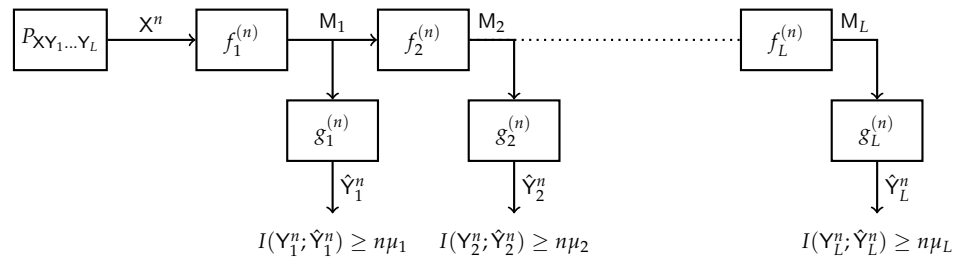 P_{XY_1...Y_L} X^n f_1^{(n)} M_1 f_2^{(n)} M_2 f_L^{(n)} M_L
g_1^{(n)} g_2^{(n)} g_L^{(n)}
Ŷ_1^n Ŷ_2^n Ŷ_L^n
I(Y_1^n; Ŷ_1^n) ≥ nμ_1 I(Y_2^n; Ŷ_2^n) ≥ nμ_2 I(Y_L^n; Ŷ_L^n) ≥ nμ_L